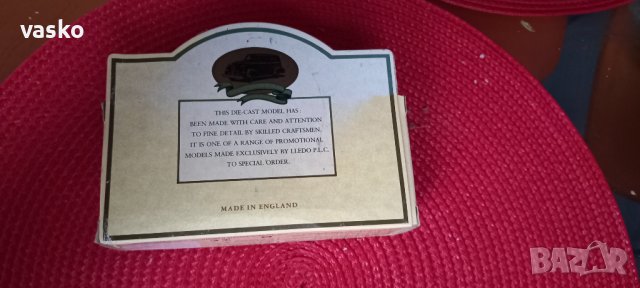 vasko
THIS DIE-CAST MODEL HAS
BEEN MADE WITH CARE AND ATTENTION
TO FINE DETAIL BY SKILLED CRAFTSMEN.
IT IS ONE OF A RANGE OF PROMOTIONAL
MODELS MADE EXCLUSIVELY BY LLEDO P.L.C.
TO SPECIAL ORDER.
MADE IN ENGLAND
BAZAR